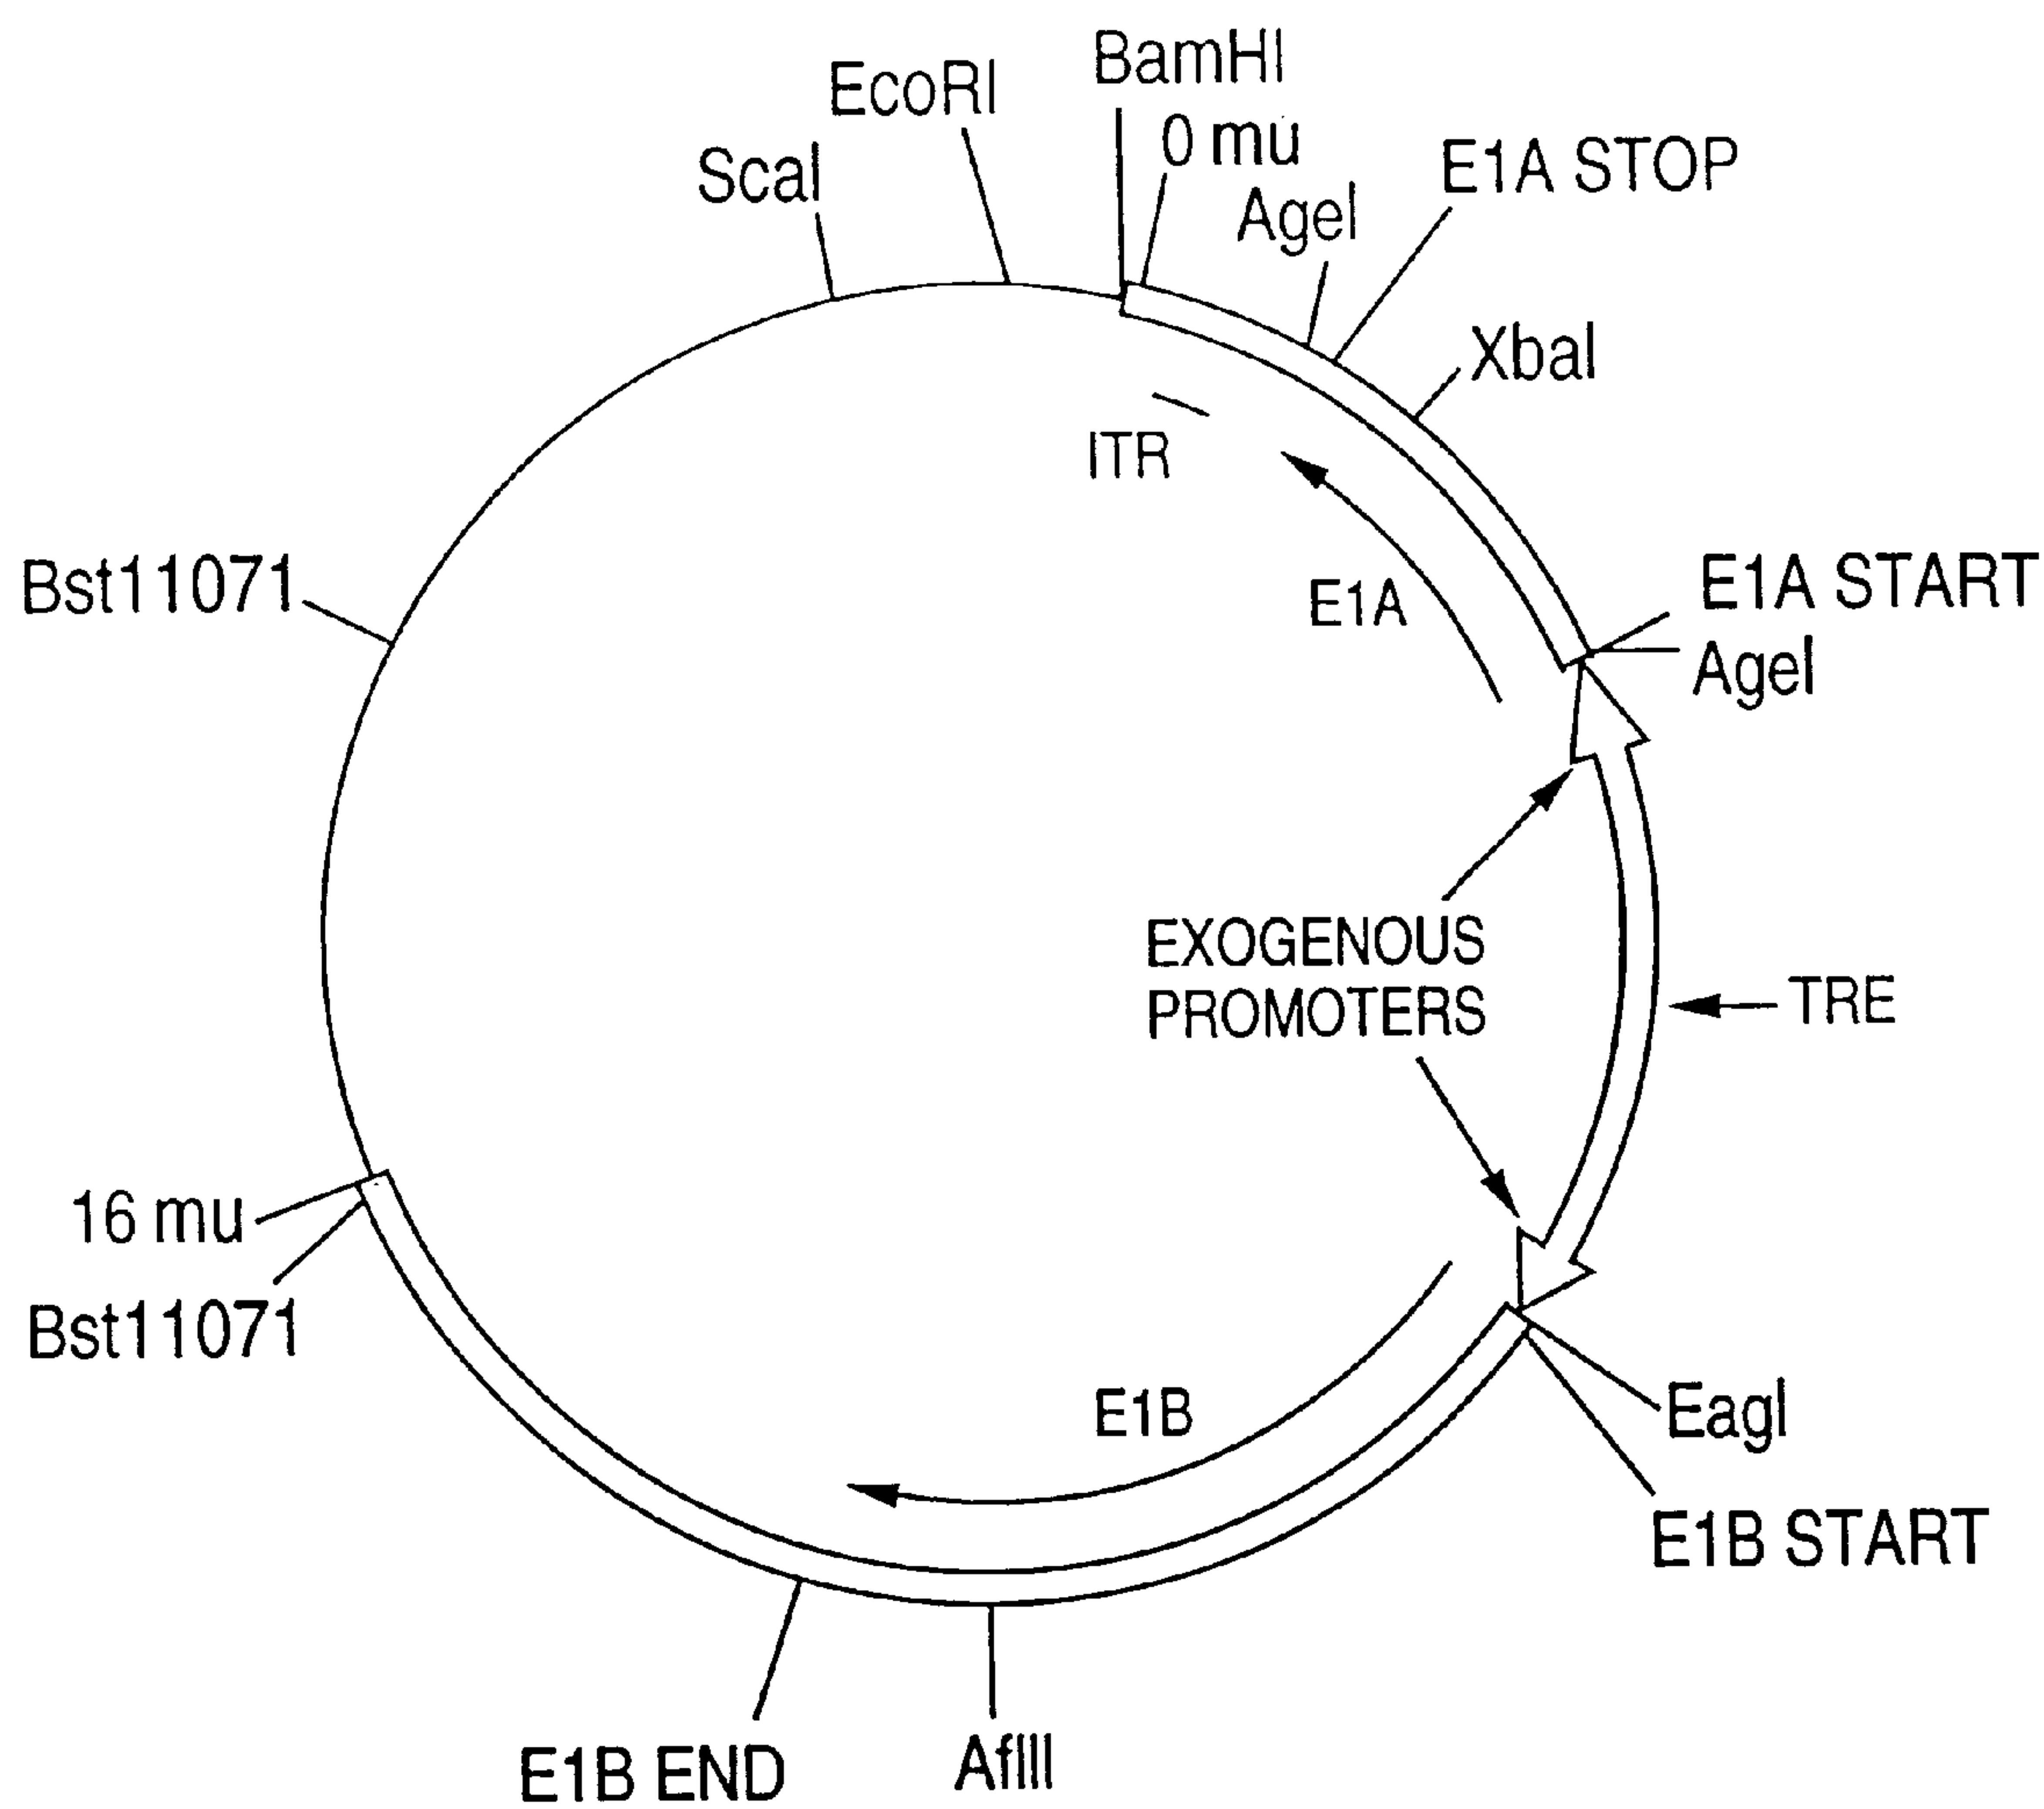 BamHI
EcoRI
0 mu
E1A STOP
ScaI
AgeI
XbaI
ITR
Bst11071
E1A
E1A START
AgeI
EXOGENOUS
PROMOTERS
TRE
16 mu
Bst11071
E1B
EagI
E1B START
E1B END
AflII